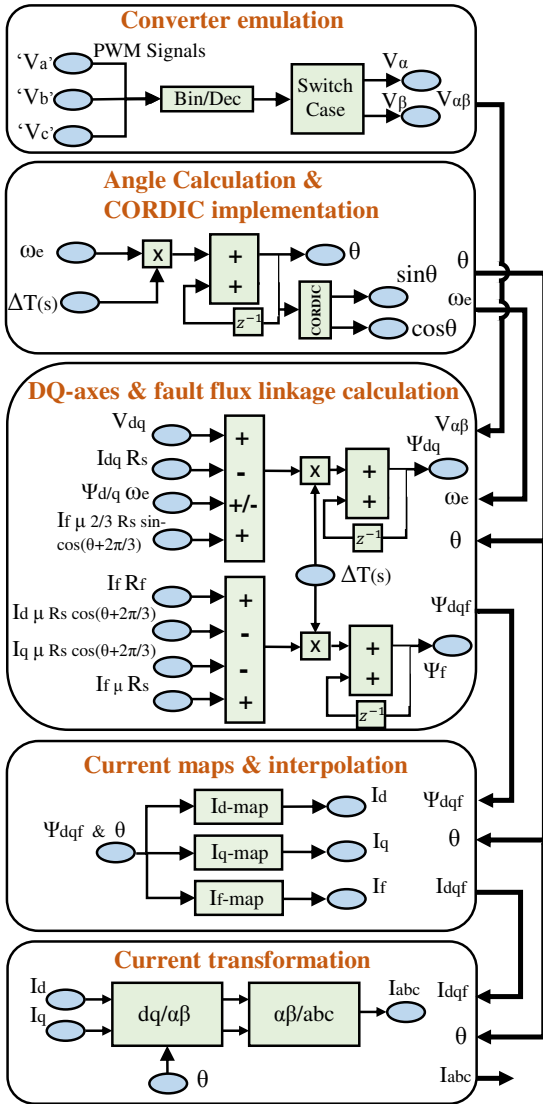 Converter emulation
‘Va’
PWM Signals
‘Vb’
‘Vc’
Bin/Dec
Switch
Case
Vα
Vβ
Vαβ
Angle Calculation &
CORDIC implementation
ωe
ΔT(s)
x
+
+
z⁻¹
CORDIC
θ
sinθ
cosθ
θ
ωe
DQ-axes & fault flux linkage calculation
Vdq
Idq Rs
Ψd/q ωe
If μ 2/3 Rs sin-
cos(θ+2π/3)
+
-
+/-
+
x
+
+
z⁻¹
Ψdq
Vαβ
ωe
θ
ΔT(s)
If Rf
Id μ Rs cos(θ+2π/3)
Iq μ Rs cos(θ+2π/3)
If μ Rs
+
-
-
+
x
+
+
z⁻¹
Ψf
Ψdqf
Current maps & interpolation
Ψdqf & θ
Id-map
Iq-map
If-map
Id
Iq
If
Ψdqf
θ
Idqf
Current transformation
Id
Iq
dq/αβ
αβ/abc
θ
Iabc
Idqf
θ
Iabc